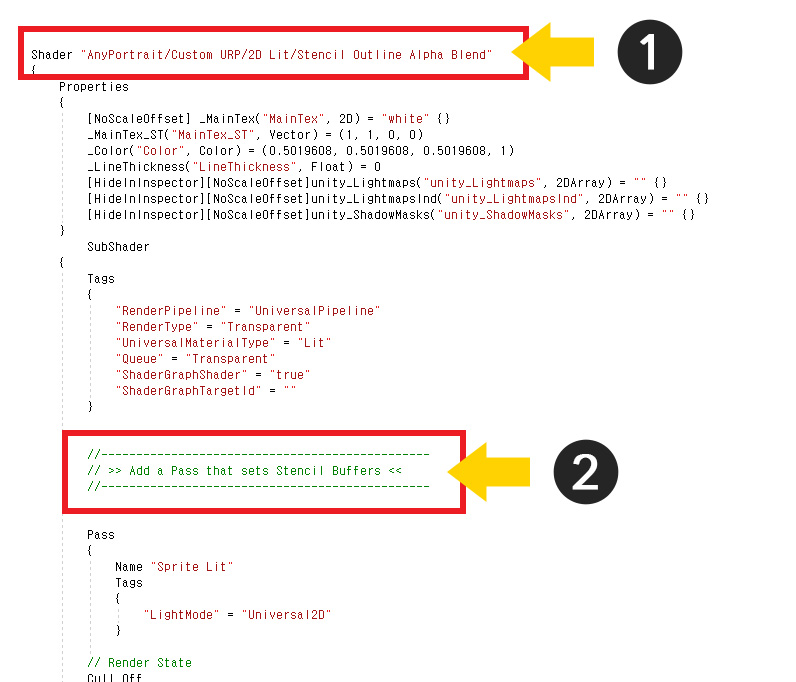 Shader "AnyPortrait/Custom URP/2D Lit/Stencil Outline Alpha Blend"
1
{
Properties
{
[NoScaleOffset] _MainTex("MainTex", 2D) = "white" {}
_MainTex_ST("MainTex_ST", Vector) = (1, 1, 0, 0)
_Color("Color", Color) = (0.5019608, 0.5019608, 0.5019608, 1)
_LineThickness("LineThickness", Float) = 0
[HideInInspector][NoScaleOffset]unity_Lightmaps("unity_Lightmaps", 2DArray) = "" {}
[HideInInspector][NoScaleOffset]unity_LightmapsInd("unity_LightmapsInd", 2DArray) = "" {}
[HideInInspector][NoScaleOffset]unity_ShadowMasks("unity_ShadowMasks", 2DArray) = "" {}
}
SubShader
{
Tags
{
"RenderPipeline" = "UniversalPipeline"
"RenderType" = "Transparent"
"UniversalMaterialType" = "Lit"
"Queue" = "Transparent"
"ShaderGraphShader" = "true"
"ShaderGraphTargetId" = ""
}
//-----------------------------------------------
// >> Add a Pass that sets Stencil Buffers <<
2
//-----------------------------------------------
Pass
{
Name "Sprite Lit"
Tags
{
"LightMode" = "Universal2D"
}
// Render State
Cull Off